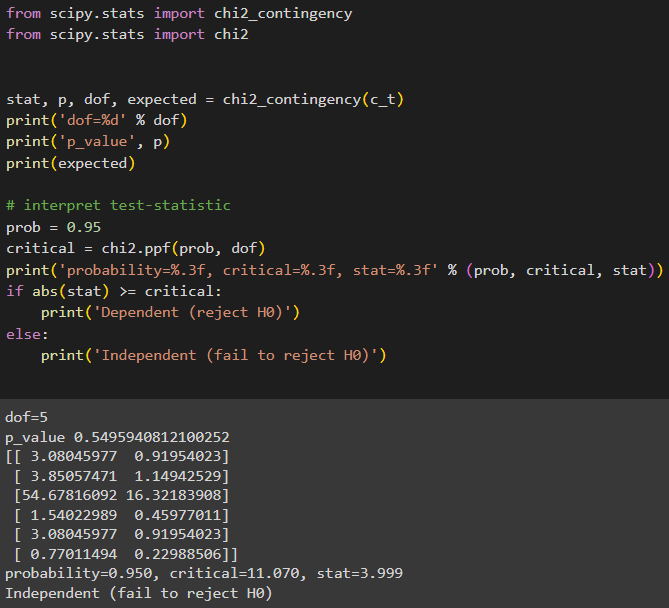 from scipy.stats import chi2_contingency
from scipy.stats import chi2
stat, p, dof, expected = chi2_contingency(c_t)
print('dof=%d' % dof)
print('p_value', p)
print(expected)
# interpret test-statistic
prob = 0.95
critical = chi2.ppf(prob, dof)
print('probability=%.3f, critical=%.3f, stat=%.3f' % (prob, critical, stat))
if abs(stat) >= critical:
    print('Dependent (reject H0)')
else:
    print('Independent (fail to reject H0)')
dof=5
p_value 0.5495940812100252
[[ 3.08045977  0.91954023]
 [ 3.85057471  1.14942529]
 [54.67816092 16.32183908]
 [ 1.54022989  0.45977011]
 [ 3.08045977  0.91954023]
 [ 0.77011494  0.22988506]]
probability=0.950, critical=11.070, stat=3.999
Independent (fail to reject H0)